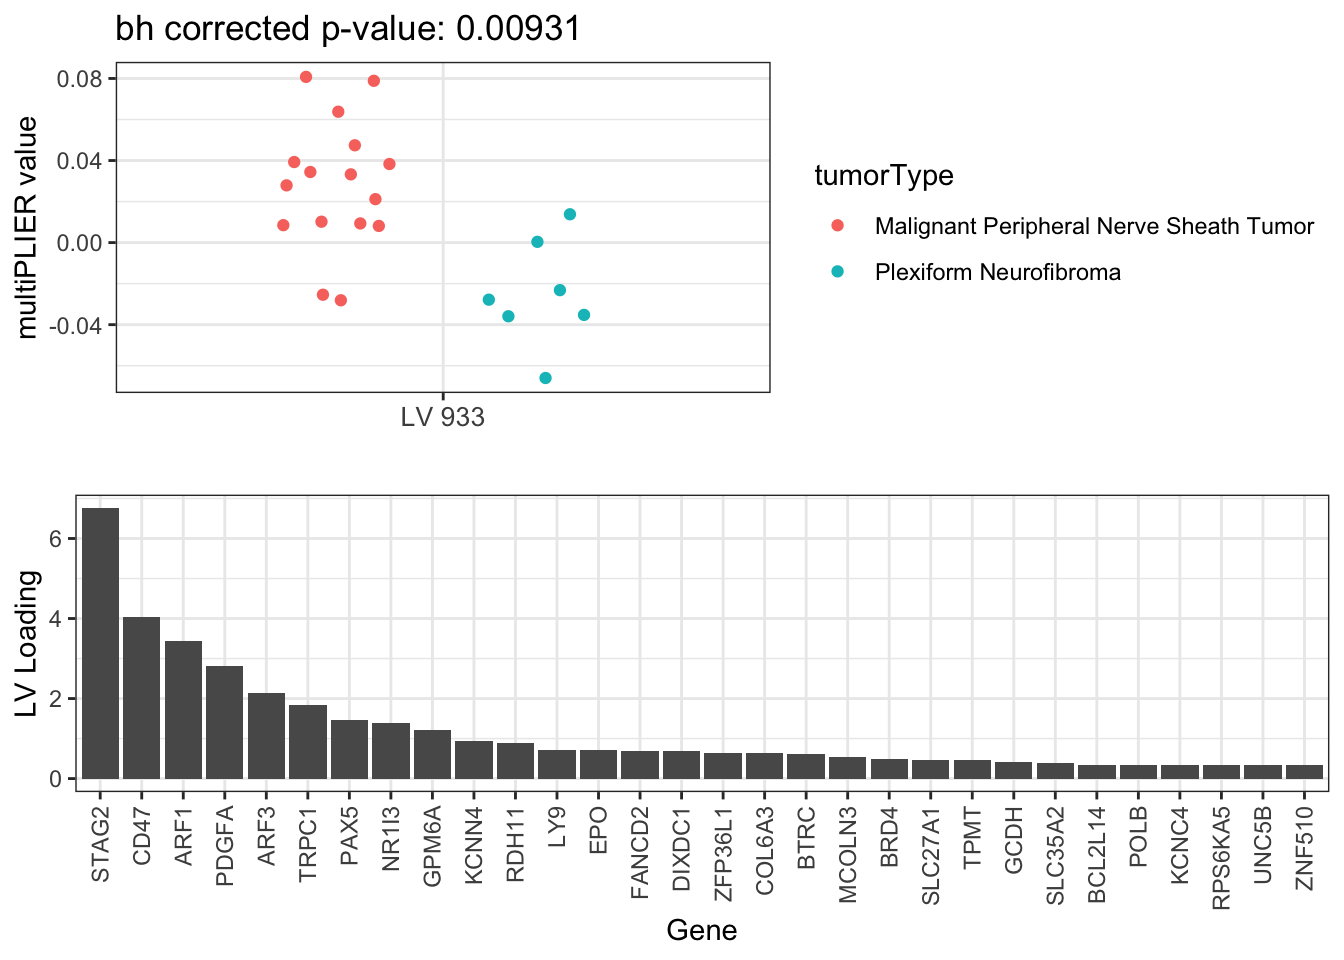 bh corrected p-value: 0.00931
multiPLIER value
0.08
0.04
0.00
-0.04
LV 933
tumorType
Malignant Peripheral Nerve Sheath Tumor
Plexiform Neurofibroma
LV Loading
6
4
2
0
STAG2
CD47
ARF1
PDGFA
ARF3
TRPC1
PAX5
NR1I3
GPM6A
KCNN4
RDH11
LY9
EPO
FANCD2
DIXDC1
ZFP36L1
COL6A3
BTRC
MCOLN3
BRD4
SLC27A1
TPMT
GCDH
SLC35A2
BCL2L14
POLB
KCNC4
RPS6KA5
UNC5B
ZNF510
Gene